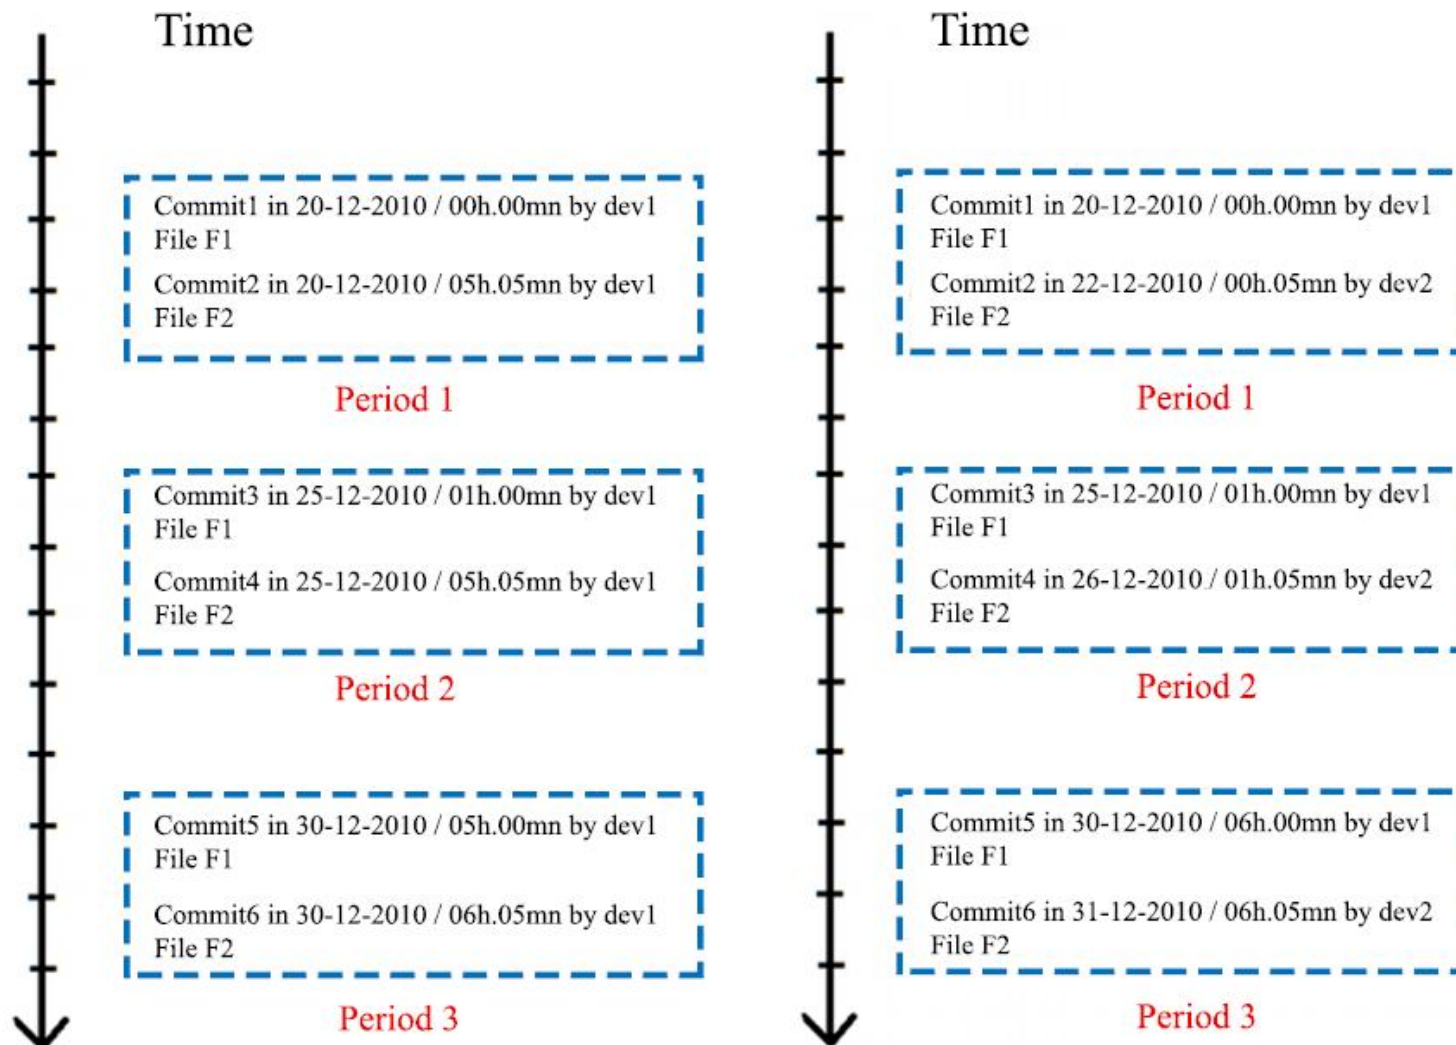 Time
Commit1 in 20-12-2010 / 00h.00mn by dev1
File F1
Commit2 in 20-12-2010 / 05h.05mn by dev1
File F2
Period 1
Commit3 in 25-12-2010 / 01h.00mn by dev1
File F1
Commit4 in 25-12-2010 / 05h.05mn by dev1
File F2
Period 2
Commit5 in 30-12-2010 / 05h.00mn by dev1
File F1
Commit6 in 30-12-2010 / 06h.05mn by dev1
File F2
Period 3
Time
Commit1 in 20-12-2010 / 00h.00mn by dev1
File F1
Commit2 in 22-12-2010 / 00h.05mn by dev2
File F2
Period 1
Commit3 in 25-12-2010 / 01h.00mn by dev1
File F1
Commit4 in 26-12-2010 / 01h.05mn by dev2
File F2
Period 2
Commit5 in 30-12-2010 / 06h.00mn by dev1
File F1
Commit6 in 31-12-2010 / 06h.05mn by dev2
File F2
Period 3